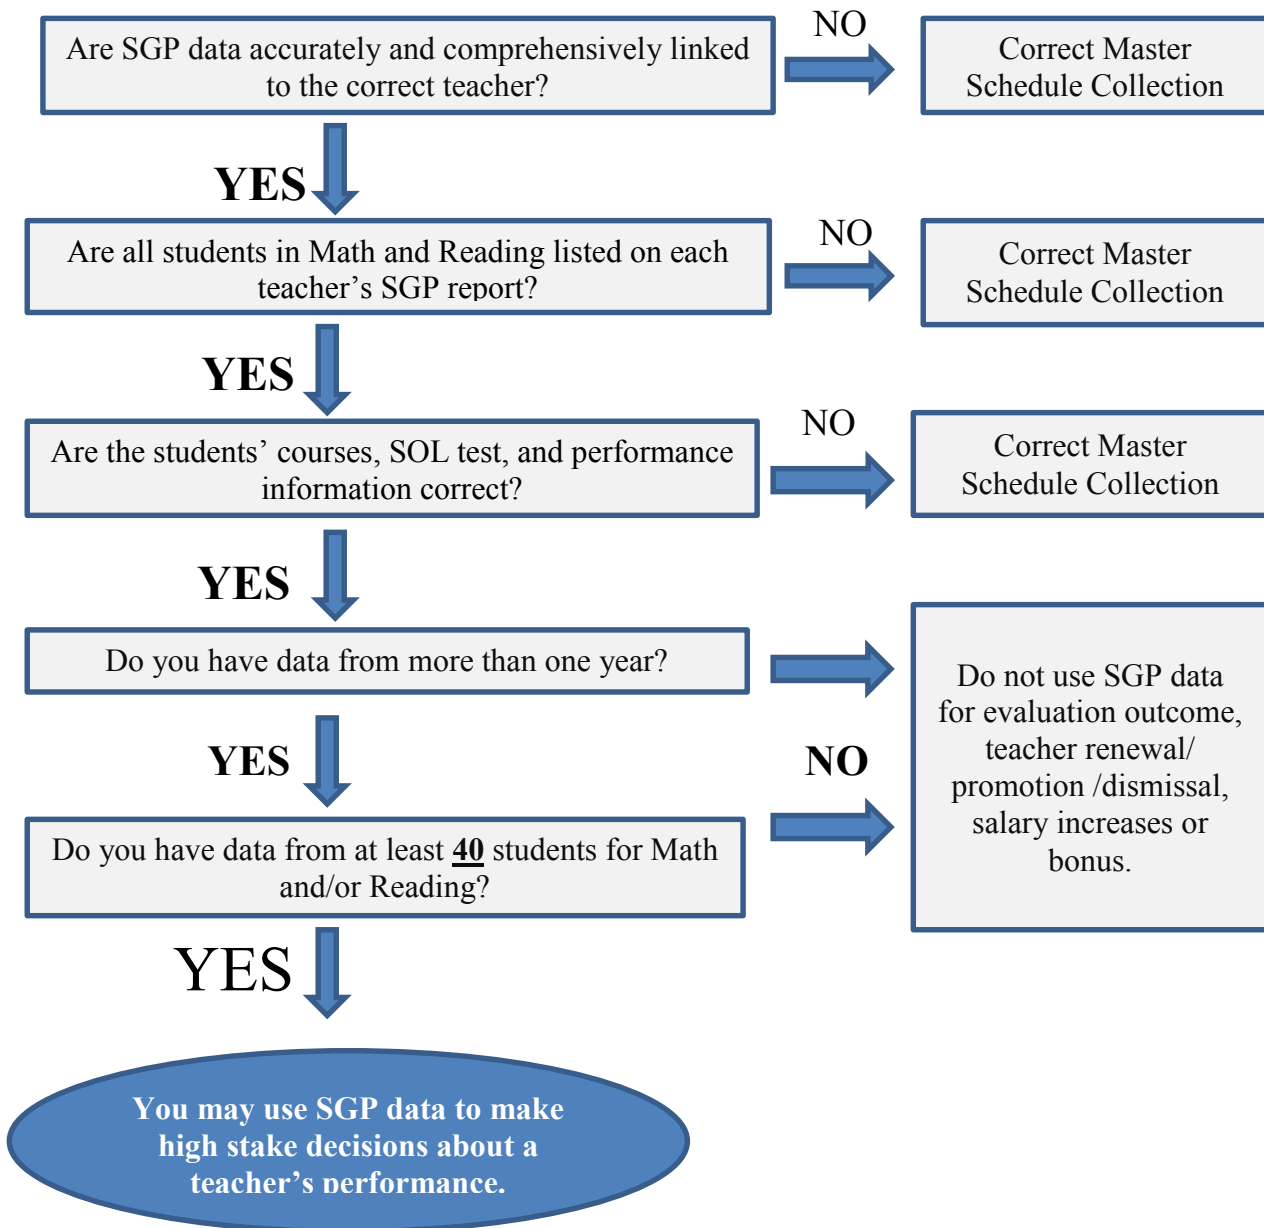 Are SGP data accurately and comprehensively linked
to the correct teacher?
NO
Correct Master
Schedule Collection
YES
Are all students in Math and Reading listed on each
teacher’s SGP report?
NO
Correct Master
Schedule Collection
YES
Are the students’ courses, SOL test, and performance
information correct?
NO
Correct Master
Schedule Collection
YES
Do you have data from more than one year?
YES
NO
Do not use SGP data
for evaluation outcome,
teacher renewal/
promotion /dismissal,
salary increases or
bonus.
Do you have data from at least 40 students for Math
and/or Reading?
YES
You may use SGP data to make
high stake decisions about a
teacher’s performance.